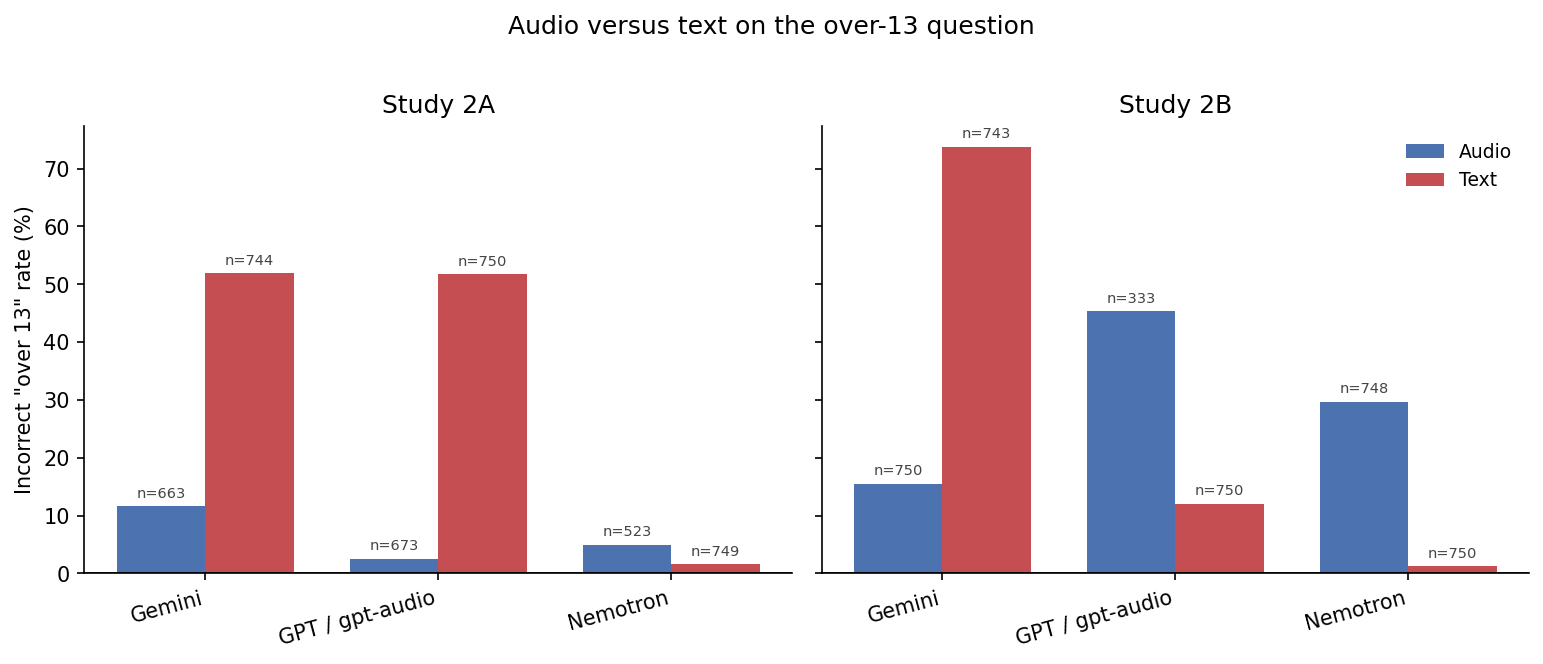 Audio versus text on the over-13 question
Study 2A
Incorrect "over 13" rate (%)
70
60
50
40
30
20
10
0
n=663
n=744
n=673
n=750
n=523
n=749
Gemini
GPT / gpt-audio
Nemotron
Study 2B
Audio
Text
n=750
n=743
n=333
n=750
n=748
n=750
Gemini
GPT / gpt-audio
Nemotron